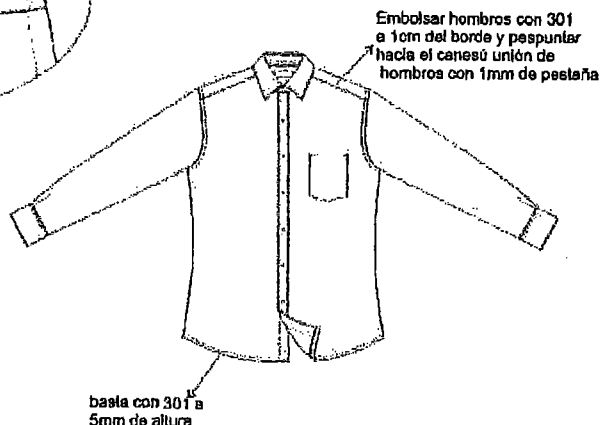 Embolsar hombros con 301
a 1cm del borde y pespuntar
hacia el canesú unión de
hombros con 1mm de pestaña
basta con 301 a
5mm de altura